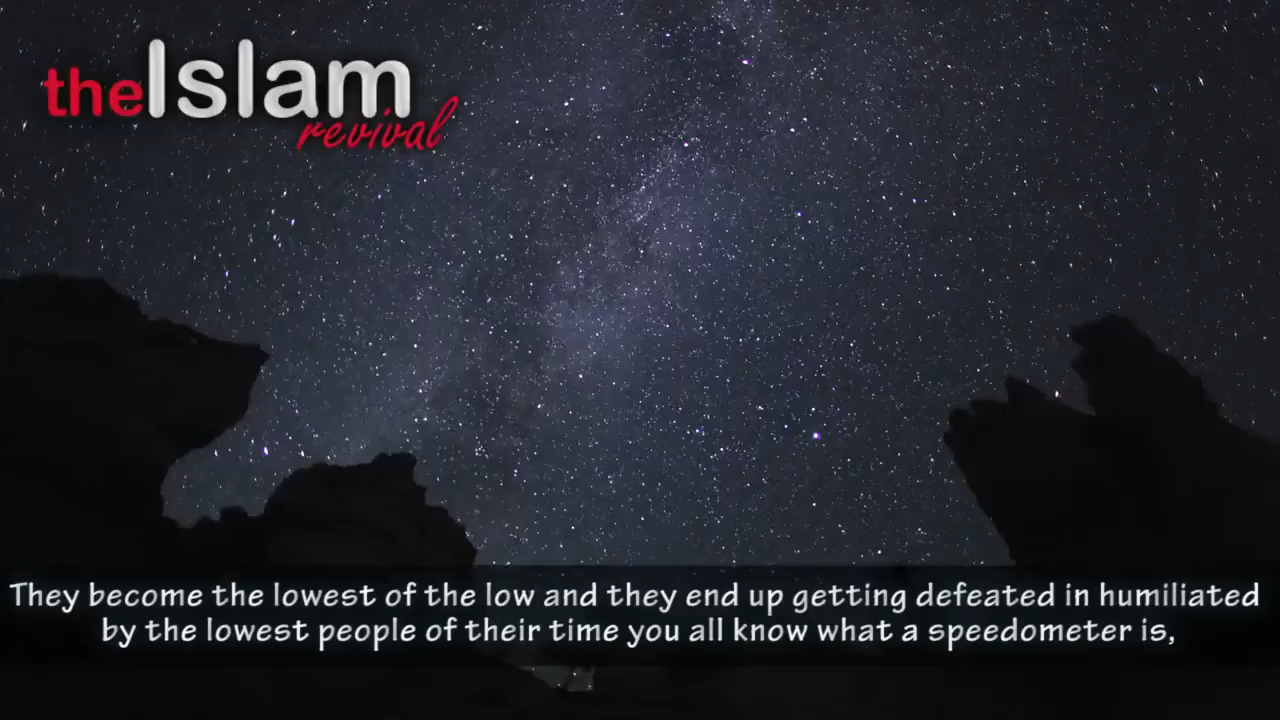 theIslam
revival
They become the lowest of the low and they end up getting defeated in humiliated
by the lowest people of their time you all know what a speedometer is,